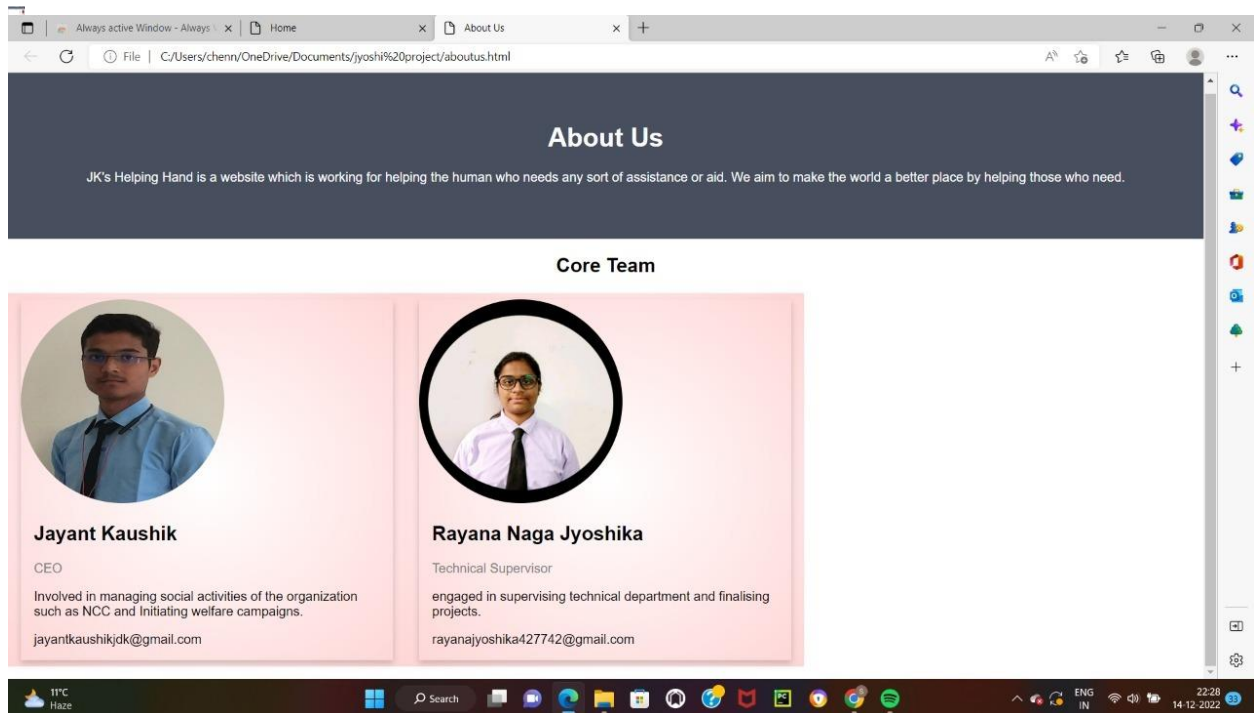 Always active Window - Always
Home
About Us
File
C:/Users/chenn/OneDrive/Documents/jyoshi%20project/aboutus.html
About Us
JK's Helping Hand is a website which is working for helping the human who needs any sort of assistance or aid. We aim to make the world a better place by helping those who need.
Core Team
Jayant Kaushik
CEO
Involved in managing social activities of the organization
such as NCC and Initiating welfare campaigns.
jayantkaushikjdk@gmail.com
Rayana Naga Jyoshika
Technical Supervisor
engaged in supervising technical department and finalising
projects.
rayanajyoshika427742@gmail.com
11°C
Haze
Search
ENG
IN
22:28
14-12-2022
33